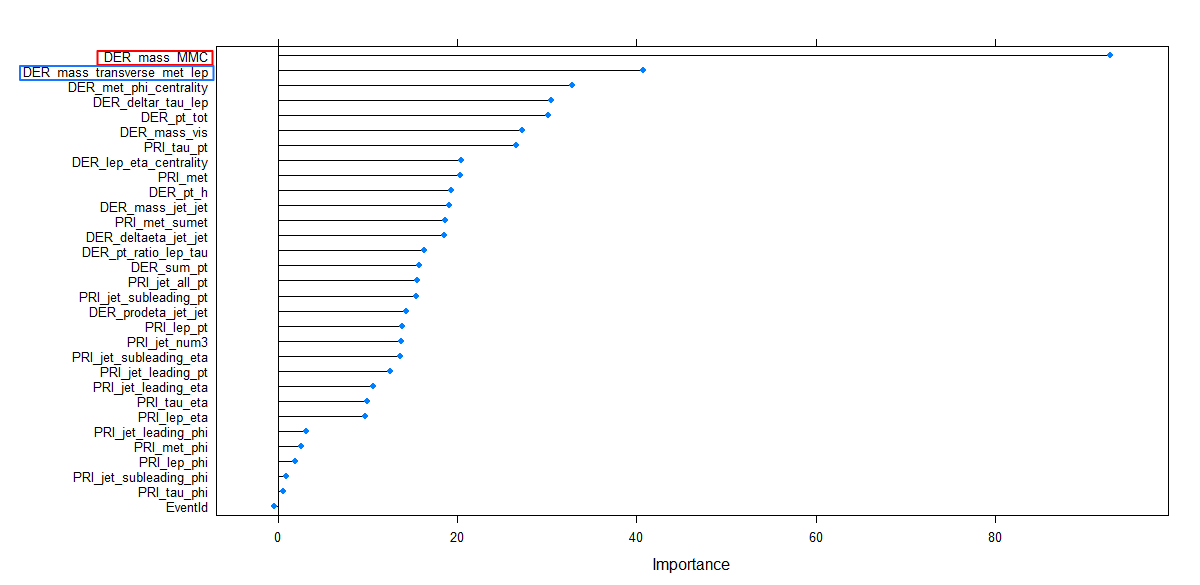 DER_mass_MMC
DER_mass_transverse_met_lep
DER_met_phi_centrality
DER_deltar_tau_lep
DER_pt_tot
DER_mass_vis
PRI_tau_pt
DER_lep_eta_centrality
PRI_met
DER_pt_h
DER_mass_jet_jet
PRI_met_sumet
DER_deltaeta_jet_jet
DER_pt_ratio_lep_tau
DER_sum_pt
PRI_jet_all_pt
PRI_jet_subleading_pt
DER_prodeta_jet_jet
PRI_lep_pt
PRI_jet_num3
PRI_jet_subleading_eta
PRI_jet_leading_pt
PRI_jet_leading_eta
PRI_tau_eta
PRI_lep_eta
PRI_jet_leading_phi
PRI_met_phi
PRI_lep_phi
PRI_jet_subleading_phi
PRI_tau_phi
EventId
0 20 40 60 80
Importance